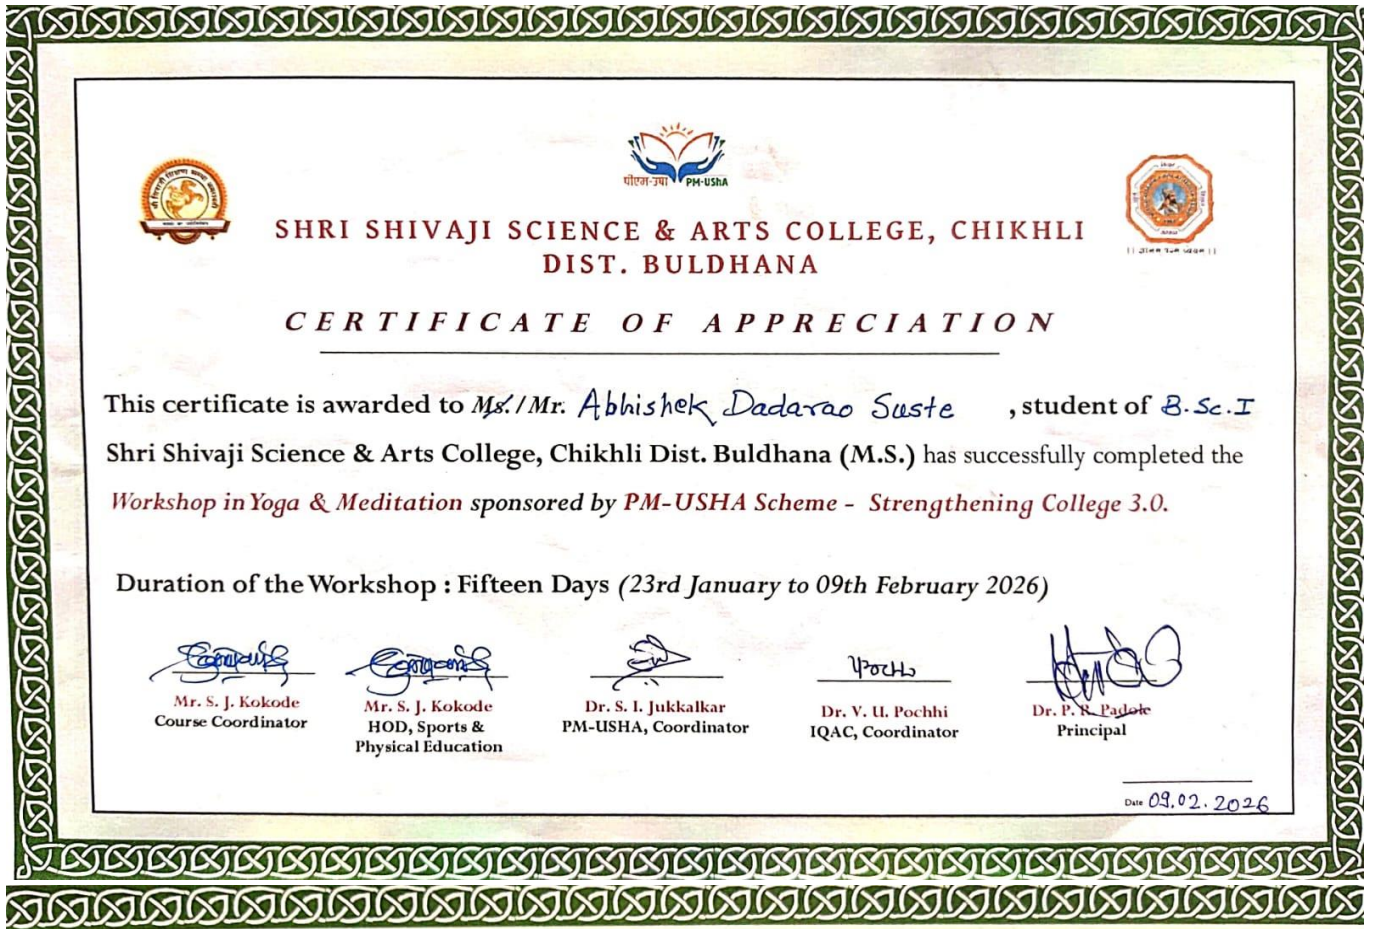 पीएम-उषा PM-UShA
SHRI SHIVAJI SCIENCE & ARTS COLLEGE, CHIKHLI
DIST. BULDHANA
CERTIFICATE OF APPRECIATION
This certificate is awarded to Ms./Mr. Abhishek Dadarao Suste , student of B.Sc.I
Shri Shivaji Science & Arts College, Chikhli Dist. Buldhana (M.S.) has successfully completed the
Workshop in Yoga & Meditation sponsored by PM-USHA Scheme - Strengthening College 3.0.
Duration of the Workshop : Fifteen Days (23rd January to 09th February 2026)
Mr. S. J. Kokode
Course Coordinator
Mr. S. J. Kokode
HOD, Sports &
Physical Education
Dr. S. I. Jukkalkar
PM-USHA, Coordinator
Dr. V. U. Pochhi
IQAC, Coordinator
Dr. P. R. Padole
Principal
Date 09.02.2026